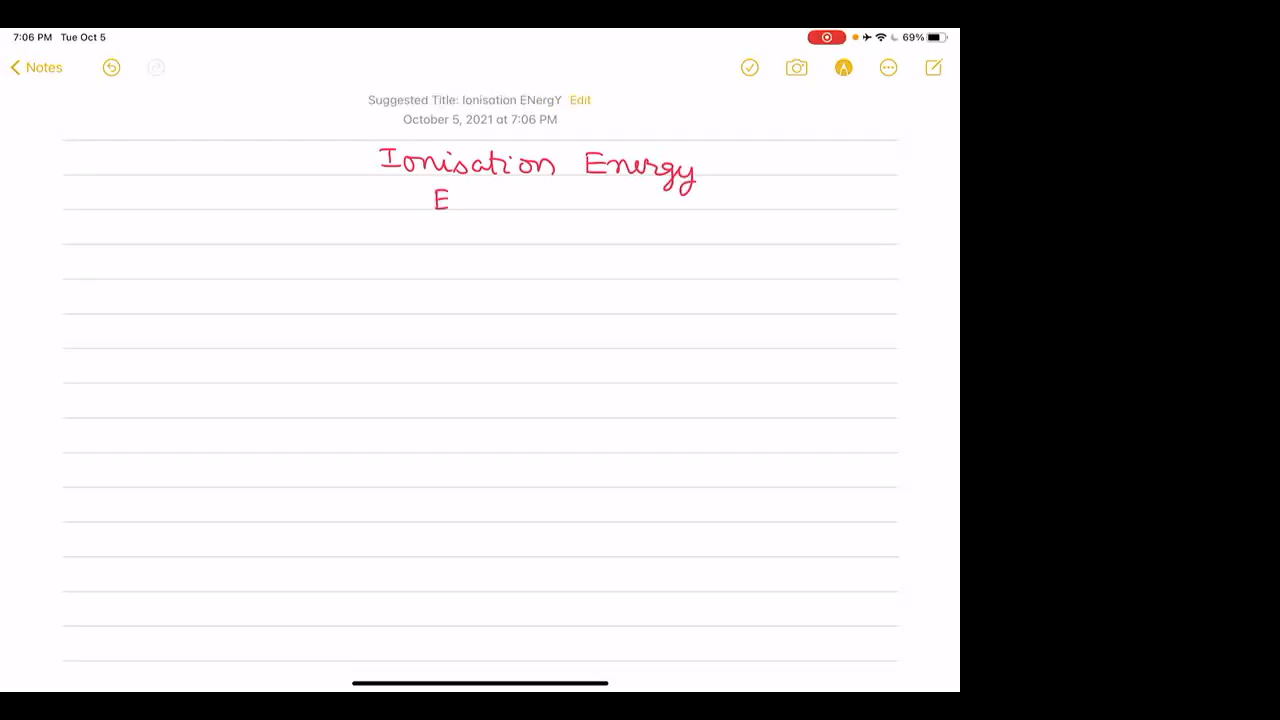 7:06 PM Tue Oct 5 69%
Notes
Suggested Title: Ionisation ENergY Edit
October 5, 2021 at 7:06 PM
Ionisation Energy
E